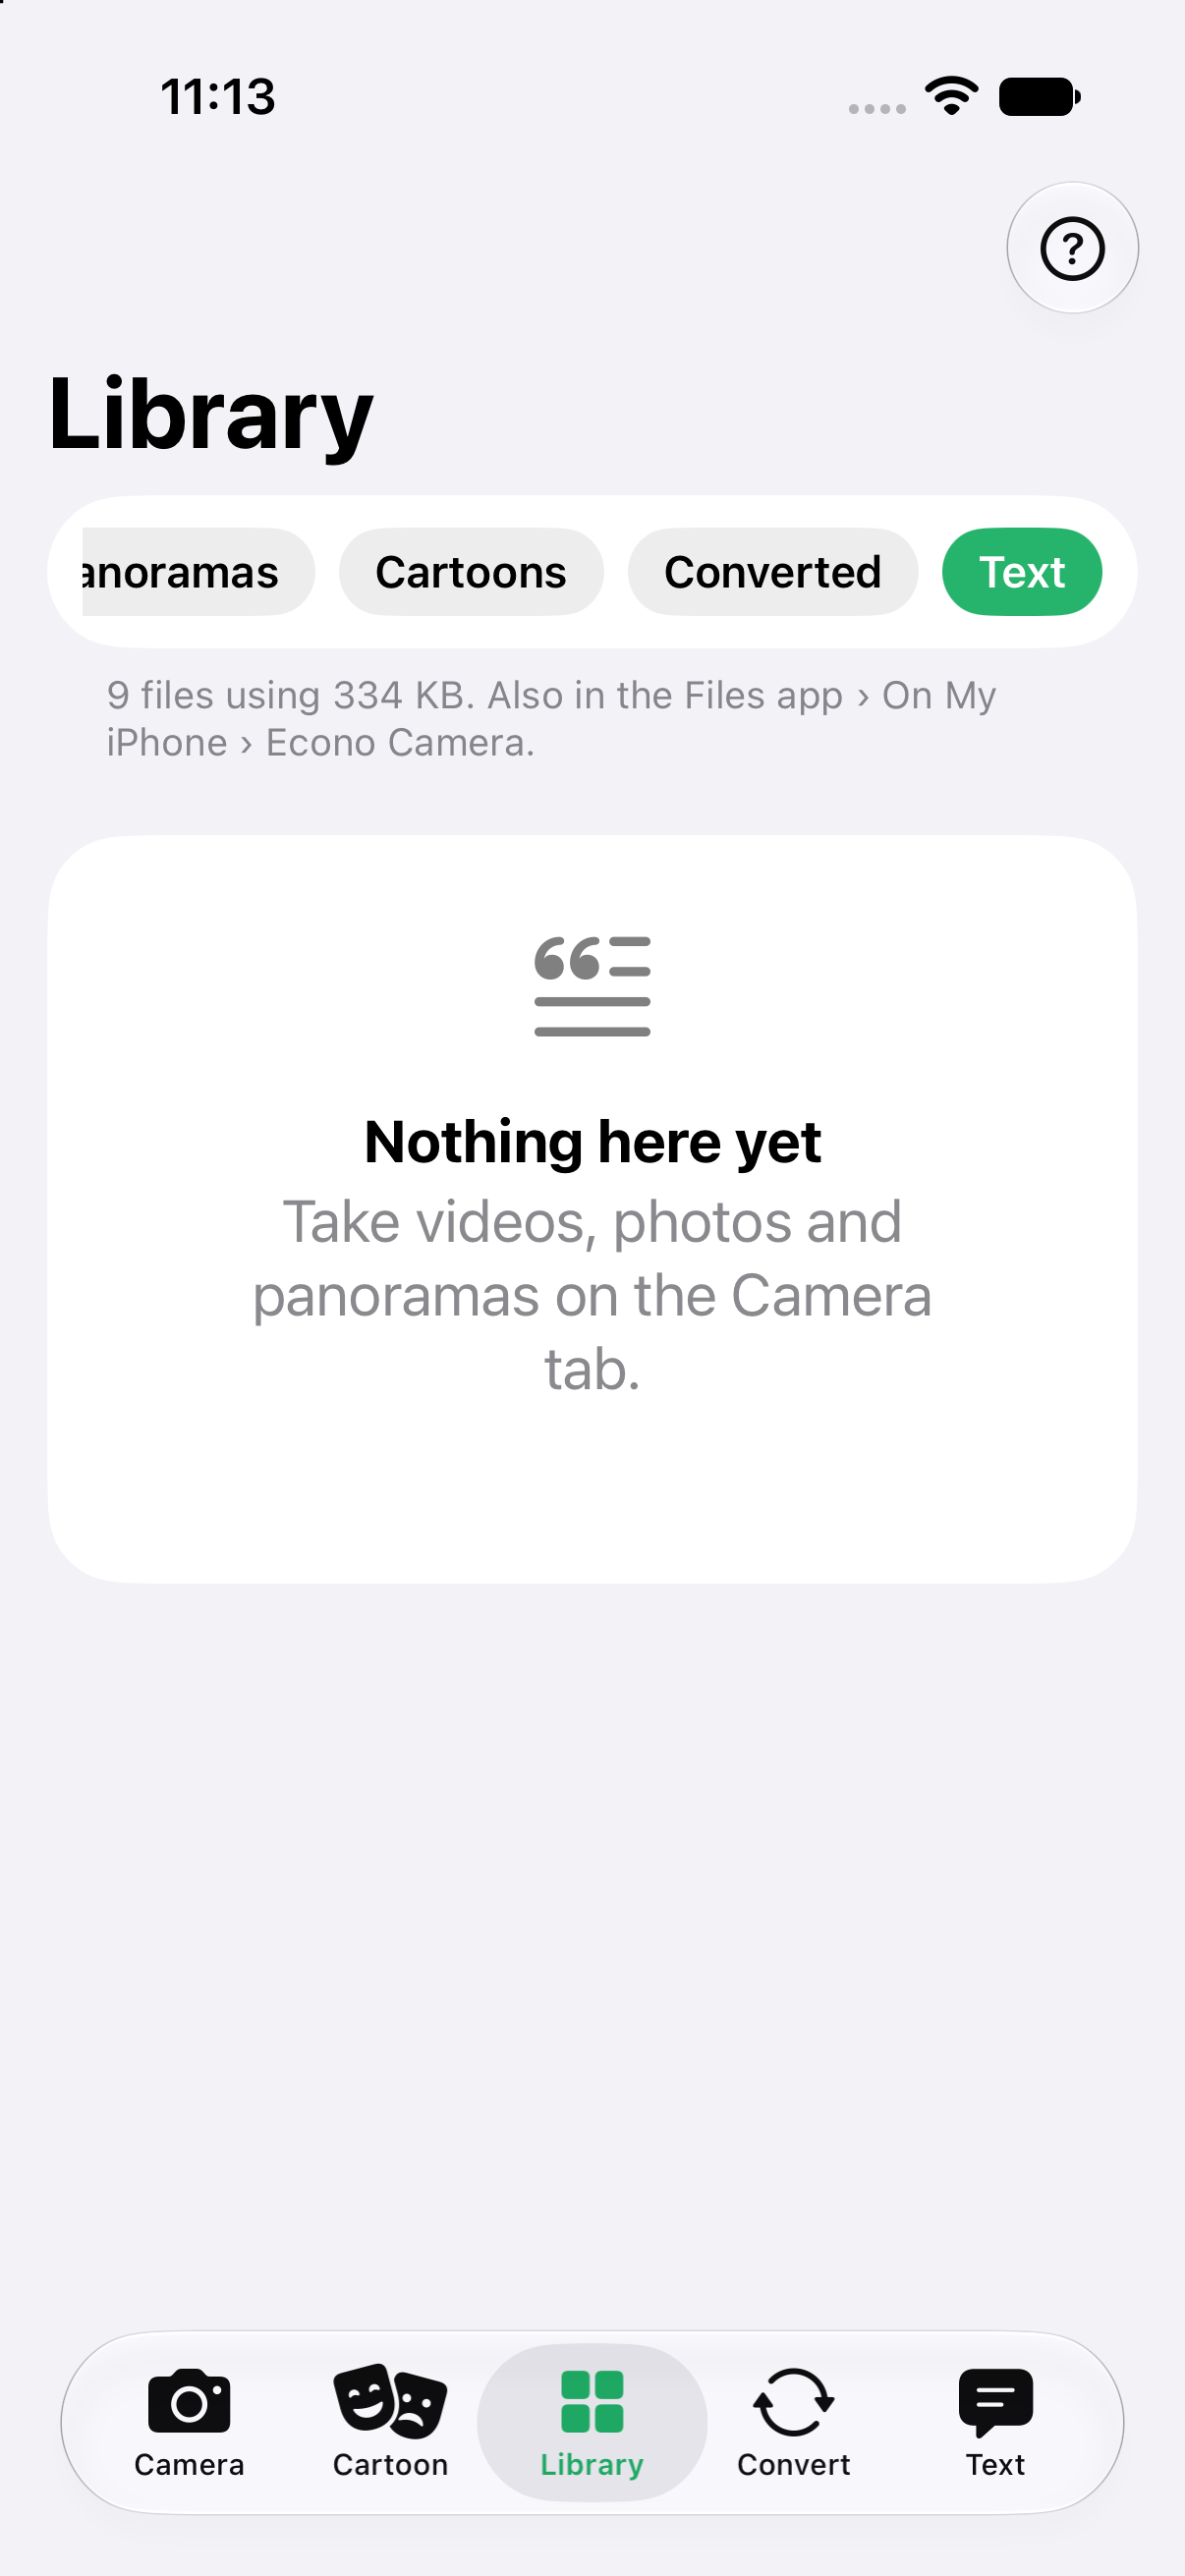 11:13
Library
anoramas
Cartoons
Converted
Text
9 files using 334 KB. Also in the Files app › On My
iPhone › Econo Camera.
Nothing here yet
Take videos, photos and
panoramas on the Camera
tab.
Camera
Cartoon
Library
Convert
Text